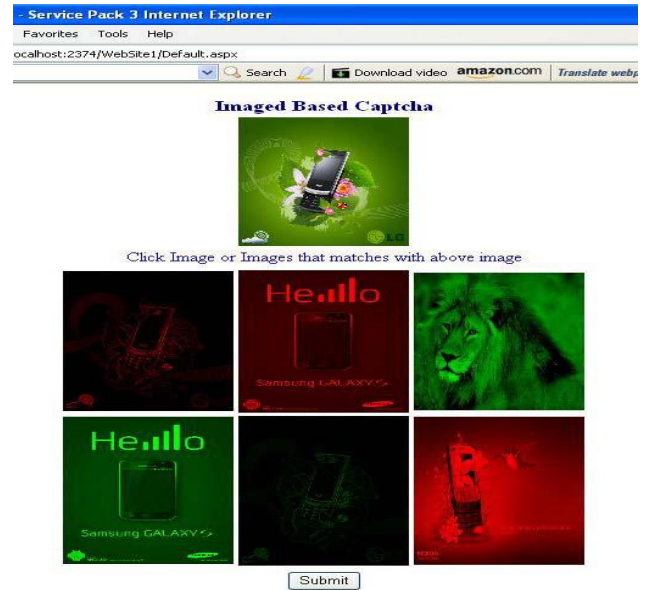 - Service Pack 3 Internet Explorer
Favorites Tools Help
ocalhost:2374/WebSite1/Default.aspx
Search Download video amazon.com Translate webp
Imaged Based Captcha
LG
Click Image or Images that matches with above image
Hello
Samsung GALAXY S
Hello
Samsung GALAXY S
Submit